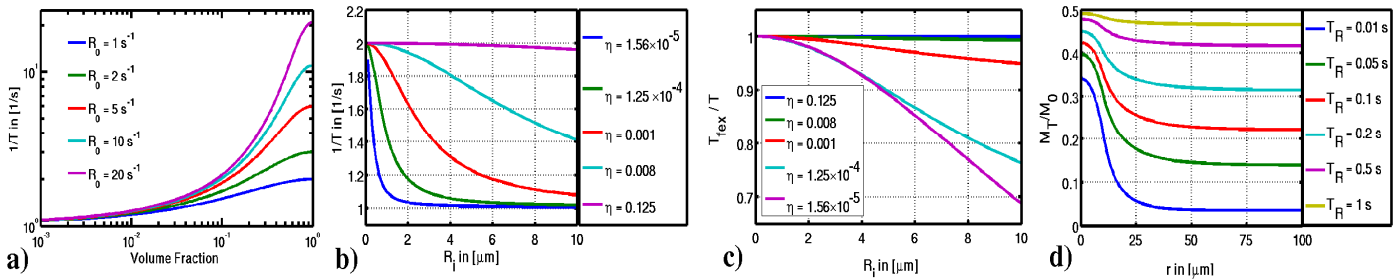 a)
1/T in [1/s]
10¹
10⁰
R₀ = 1 s⁻¹
R₀ = 2 s⁻¹
R₀ = 5 s⁻¹
R₀ = 10 s⁻¹
R₀ = 20 s⁻¹
10⁻³ 10⁻² 10⁻¹ 10⁰
Volume Fraction
b)
1/T in [1/s]
2.2
2
1.8
1.6
1.4
1.2
1
0 2 4 6 8 10
Rᵢ in [μm]
η = 1.56×10⁻⁵
η = 1.25 ×10⁻⁴
η = 0.001
η = 0.008
η = 0.125
c)
T_fex / T
1
0.9
0.8
0.7
η = 0.125
η = 0.008
η = 0.001
η = 1.25×10⁻⁴
η = 1.56×10⁻⁵
0 2 4 6 8 10
Rᵢ in [μm]
d)
M_T/M₀
0.5
0.4
0.3
0.2
0.1
0
0 25 50 75 100
r in [μm]
T_R = 0.01 s
T_R = 0.05 s
T_R = 0.1 s
T_R = 0.2 s
T_R = 0.5 s
T_R = 1 s